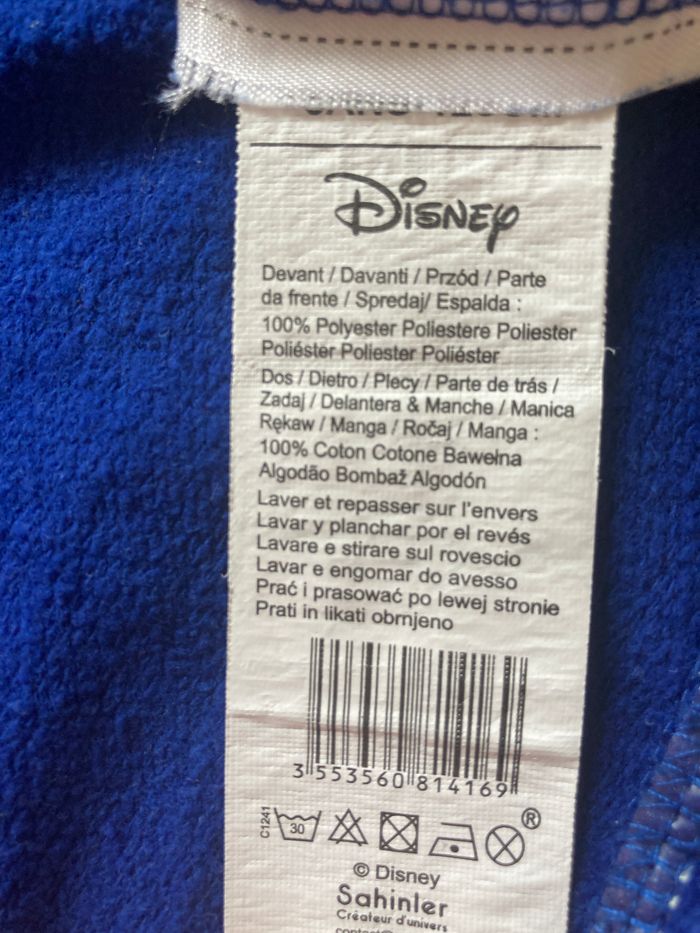 Disney
Devant / Davanti / Przód / Parte
da frente / Spredaj/ Espalda :
100% Polyester Poliestere Poliester
Poliéster Poliester Poliéster
Dos / Dietro / Plecy / Parte de trás /
Zadaj / Delantera & Manche / Manica
Rękaw / Manga / Ročaj / Manga :
100% Coton Cotone Bawełna
Algodão Bombaž Algodón
Laver et repasser sur l'envers
Lavar y planchar por el revés
Lavare e stirare sul rovescio
Lavar e engomar do avesso
Prać i prasować po lewej stronie
Prati in likati obrnjeno
3 553560 814169
C1241
30
®
© Disney
Sahinler
Créateur d'univers